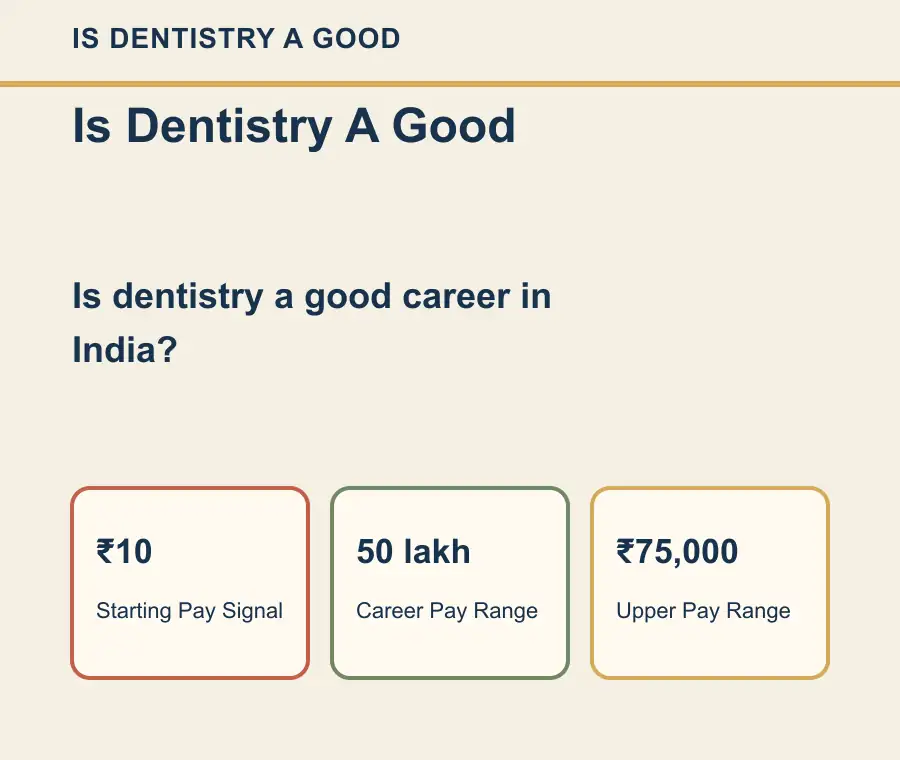 IS DENTISTRY A GOOD
Is Dentistry A Good
Is dentistry a good career in
India?
₹10
Starting Pay Signal
50 lakh
Career Pay Range
₹75,000
Upper Pay Range